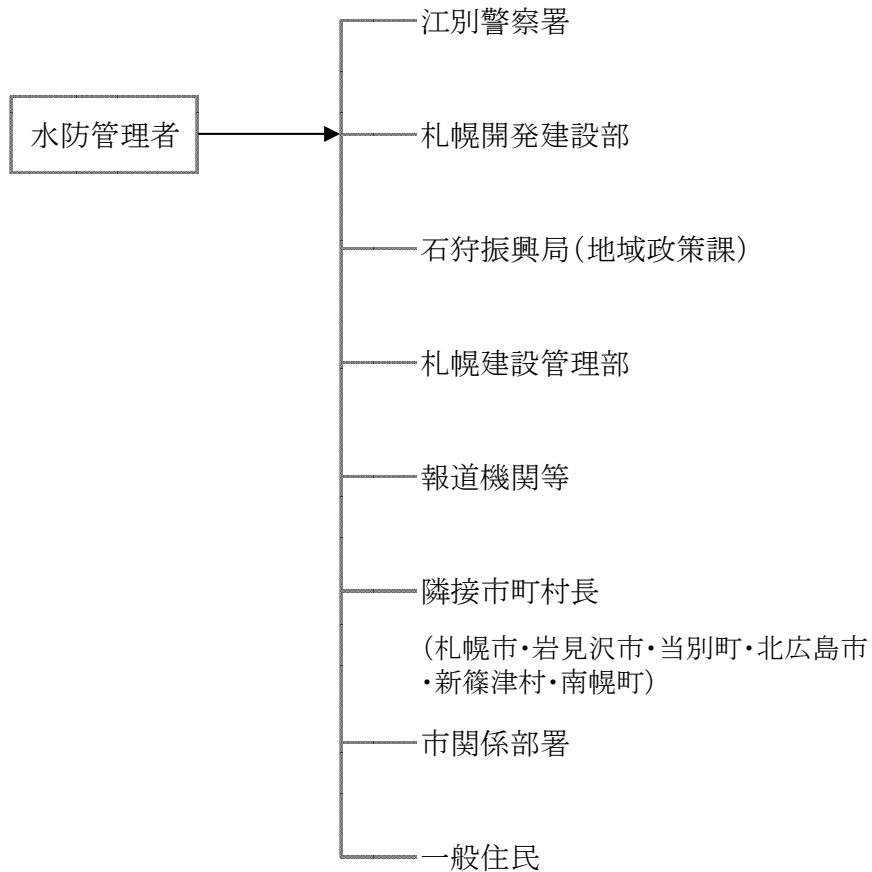 江別警察署
水防管理者
札幌開発建設部
石狩振興局（地域政策課）
札幌建設管理部
報道機関等
隣接市町村長
（札幌市・岩見沢市・当別町・北広島市
・新篠津村・南幌町）
市関係部署
一般住民